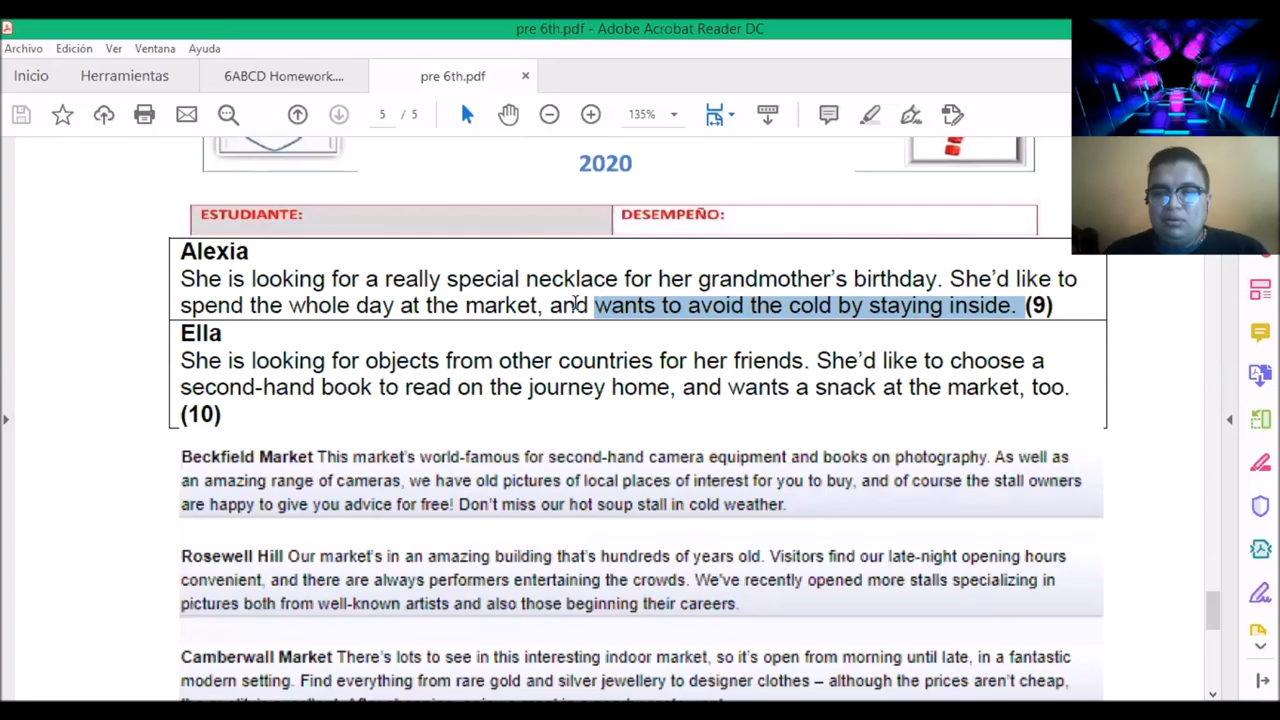 pre 6th.pdf - Adobe Acrobat Reader DC
Archivo Edición Ver Ventana Ayuda
Inicio Herramientas 6ABCD Homework.... pre 6th.pdf ×
5 / 5 135%
2020
ESTUDIANTE: DESEMPEÑO:
Alexia
She is looking for a really special necklace for her grandmother's birthday. She'd like to
spend the whole day at the market, and wants to avoid the cold by staying inside. (9)
Ella
She is looking for objects from other countries for her friends. She'd like to choose a
second-hand book to read on the journey home, and wants a snack at the market, too.
(10)
Beckfield Market This market's world-famous for second-hand camera equipment and books on photography. As well as
an amazing range of cameras, we have old pictures of local places of interest for you to buy, and of course the stall owners
are happy to give you advice for free! Don't miss our hot soup stall in cold weather.
Rosewell Hill Our market's in an amazing building that's hundreds of years old. Visitors find our late-night opening hours
convenient, and there are always performers entertaining the crowds. We've recently opened more stalls specializing in
pictures both from well-known artists and also those beginning their careers.
Camberwall Market There's lots to see in this interesting indoor market, so it's open from morning until late, in a fantastic
modern setting. Find everything from rare gold and silver jewellery to designer clothes – although the prices aren't cheap,